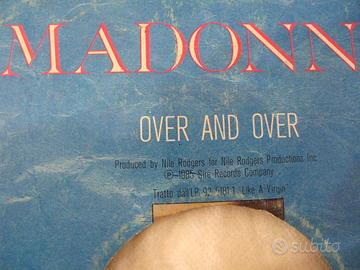 MADONN
OVER AND OVER
Produced by Nile Rodgers for Nile Rodgers Productions Inc.
℗ 1985 Sire Records Company
Tratto dall'LP 92 5181-1 "Like A Virgin"
subito